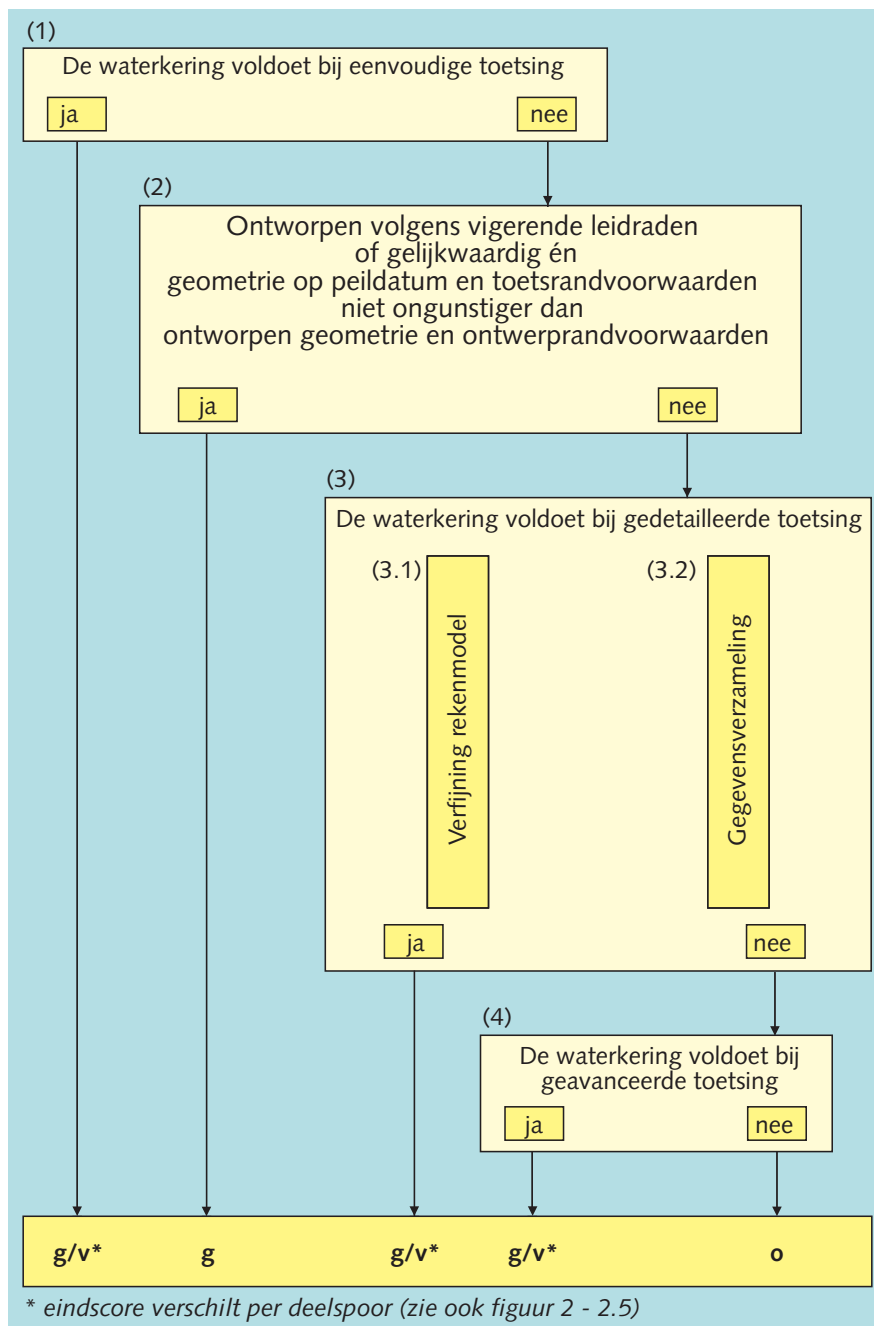 (1)
De waterkering voldoet bij eenvoudige toetsing
ja
nee
(2)
Ontworpen volgens vigerende leidraden
of gelijkwaardig én
geometrie op peildatum en toetsrandvoorwaarden
niet ongunstiger dan
ontworpen geometrie en ontwerprandvoorwaarden
ja
nee
(3)
De waterkering voldoet bij gedetailleerde toetsing
(3.1)
Verfijning rekenmodel
(3.2)
Gegevensverzameling
ja
nee
(4)
De waterkering voldoet bij
geavanceerde toetsing
ja
nee
g/v*
g
g/v*
g/v*
o
* eindscore verschilt per deelspoor (zie ook figuur 2 - 2.5)